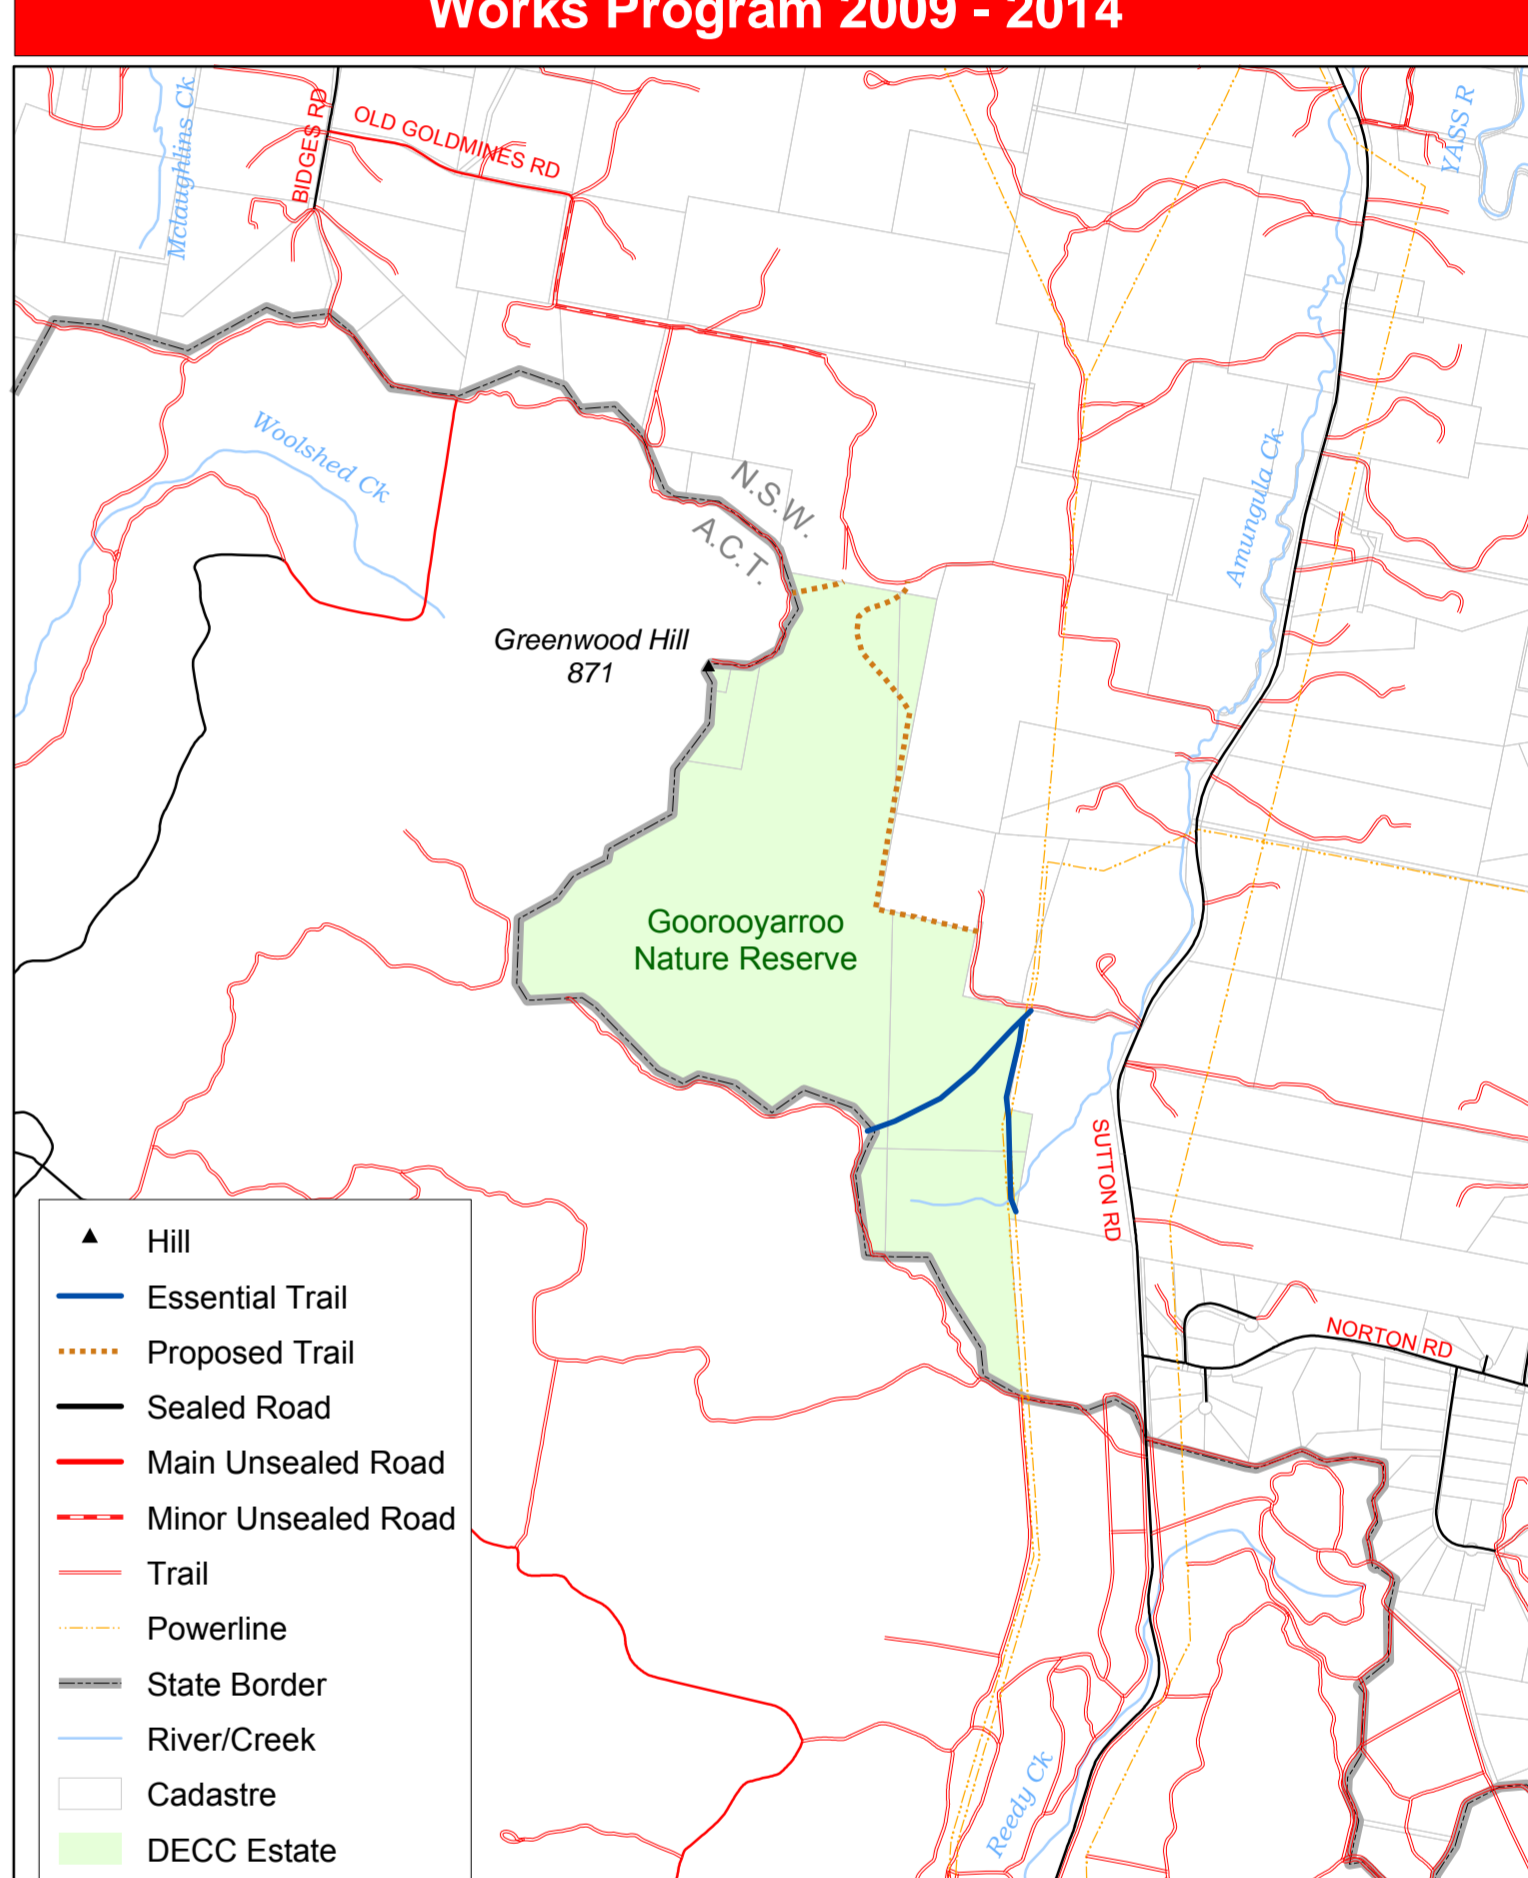 Works Program 2009 - 2014
Mclaughlins Ck
BIDGES RD
OLD GOLDMINES RD
YASS R
Woolshed Ck
N.S.W.
A.C.T.
Amungula Ck
Greenwood Hill
871
Goorooyarroo
Nature Reserve
SUTTON RD
NORTON RD
Reedy Ck
Hill
Essential Trail
Proposed Trail
Sealed Road
Main Unsealed Road
Minor Unsealed Road
Trail
Powerline
State Border
River/Creek
Cadastre
DECC Estate